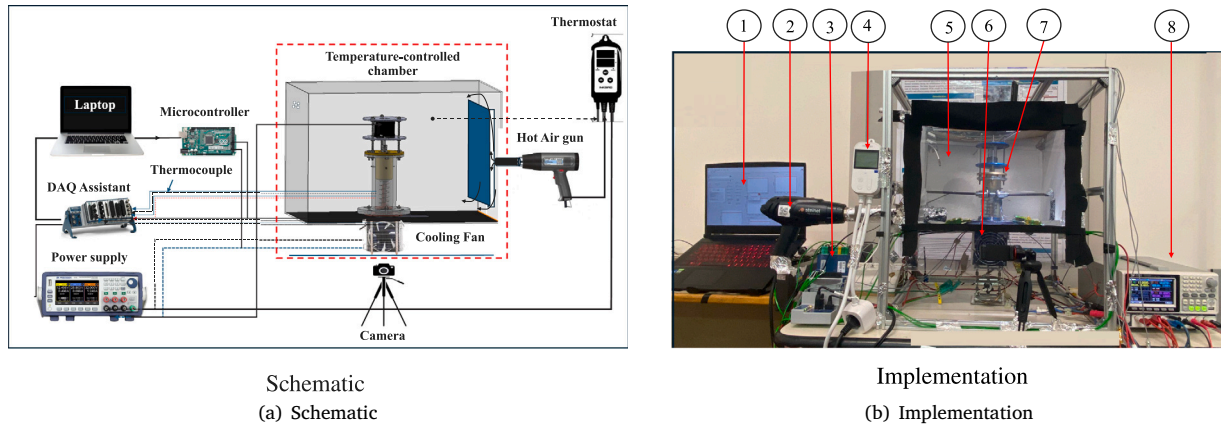 Thermostat
Temperature-controlled
chamber
Laptop
Microcontroller
Hot Air gun
Thermocouple
DAQ Assistant
Cooling Fan
Power supply
Camera
Schematic
(a) Schematic
1
2
3
4
5
6
7
8
Implementation
(b) Implementation